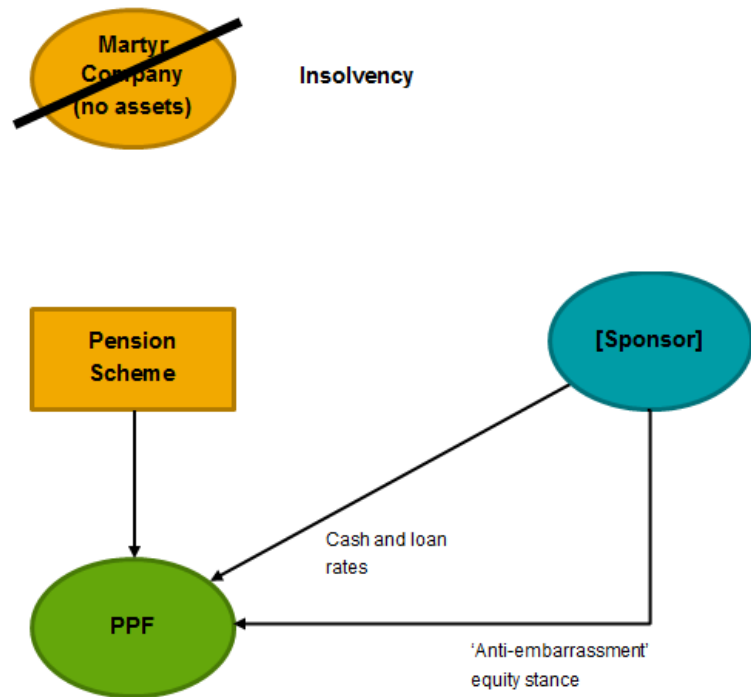 Martyr
Company
(no assets)
Insolvency
Pension
Scheme
[Sponsor]
Cash and loan
rates
PPF
'Anti-embarrassment'
equity stance